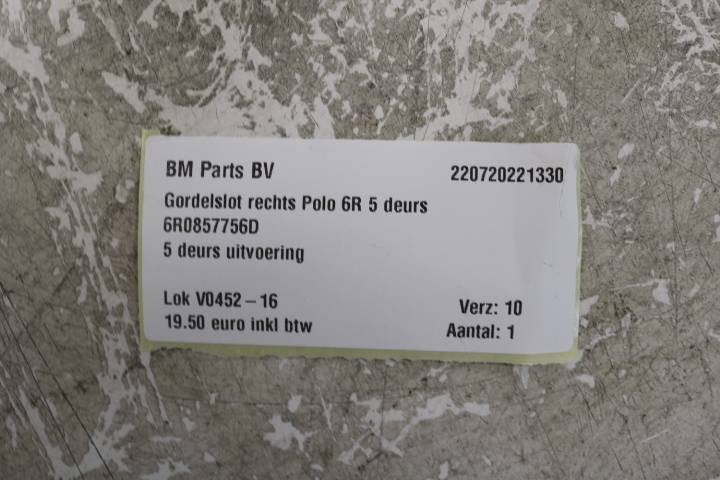 BM Parts BV 220720221330
Gordelslot rechts Polo 6R 5 deurs
6R0857756D
5 deurs uitvoering
Lok V0452 – 16 Verz: 10
19.50 euro inkl btw Aantal: 1